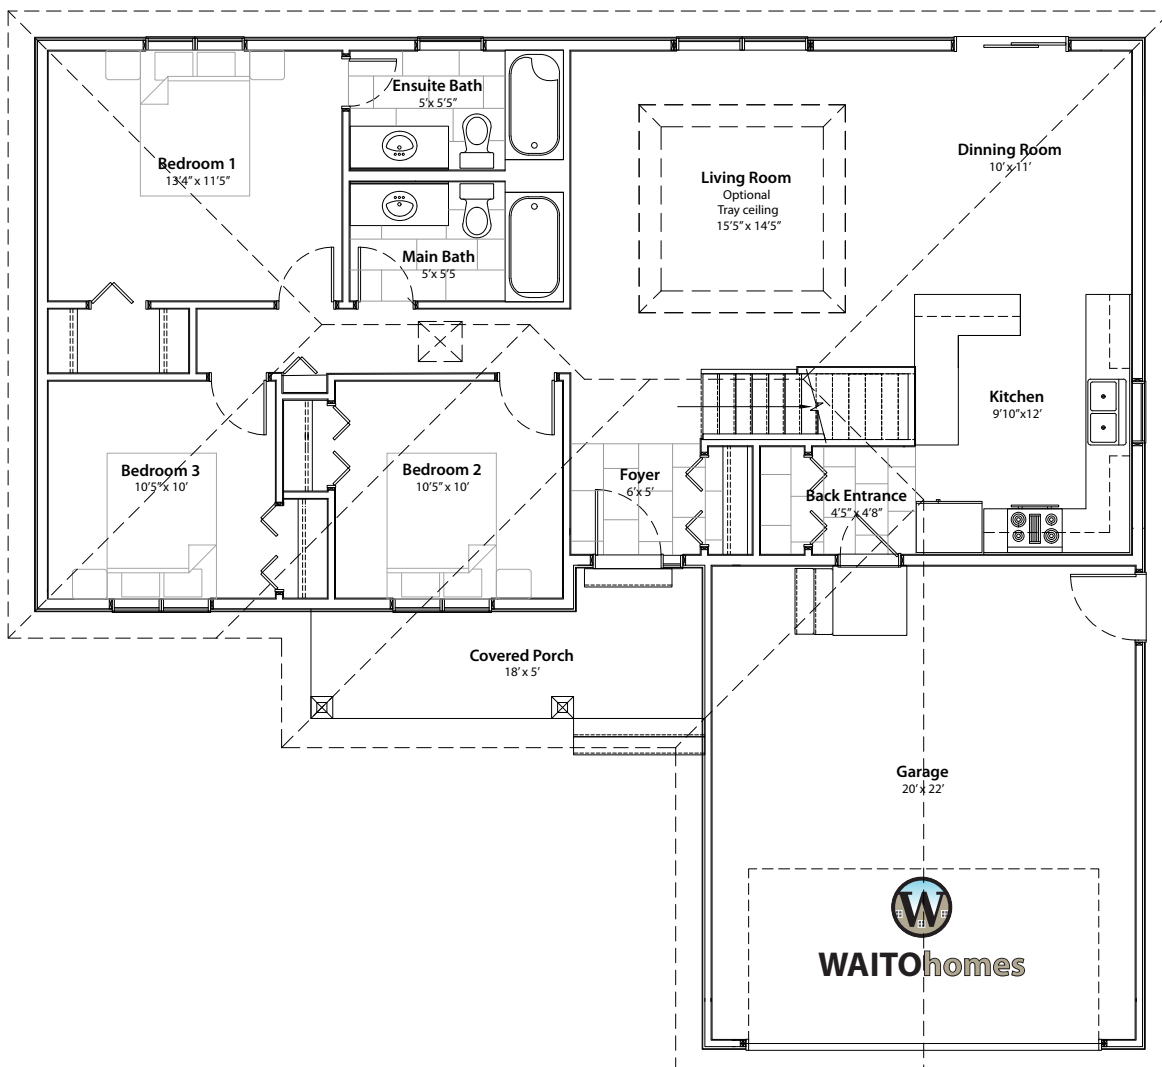 Ensuite Bath
5’x 5’5”
Bedroom 1
13’4” x 11’5”
Living Room
Optional
Tray ceiling
15’5” x 14’5”
Dinning Room
10’x 11’
Main Bath
5’x 5’5
Kitchen
9’10”x12’
Bedroom 3
10’5” x 10’
Bedroom 2
10’5” x 10’
Foyer
6’x 5’
Back Entrance
4’5” x 4’8”
Covered Porch
18’ x 5’
Garage
20’ x 22’
W
WAITOhomes